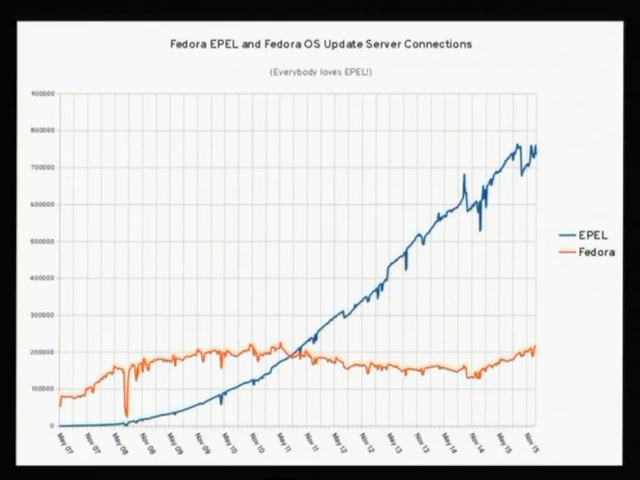 Fedora EPEL and Fedora OS Update Server Connections
(Everybody loves EPEL!)
900000
800000
700000
600000
500000
400000
300000
200000
100000
0
EPEL
Fedora
May 07
Nov 07
May 08
Nov 08
May 09
Nov 09
May 10
Nov 10
May 11
Nov 11
May 12
Nov 12
May 13
Nov 13
May 14
Nov 14
May 15
Nov 15